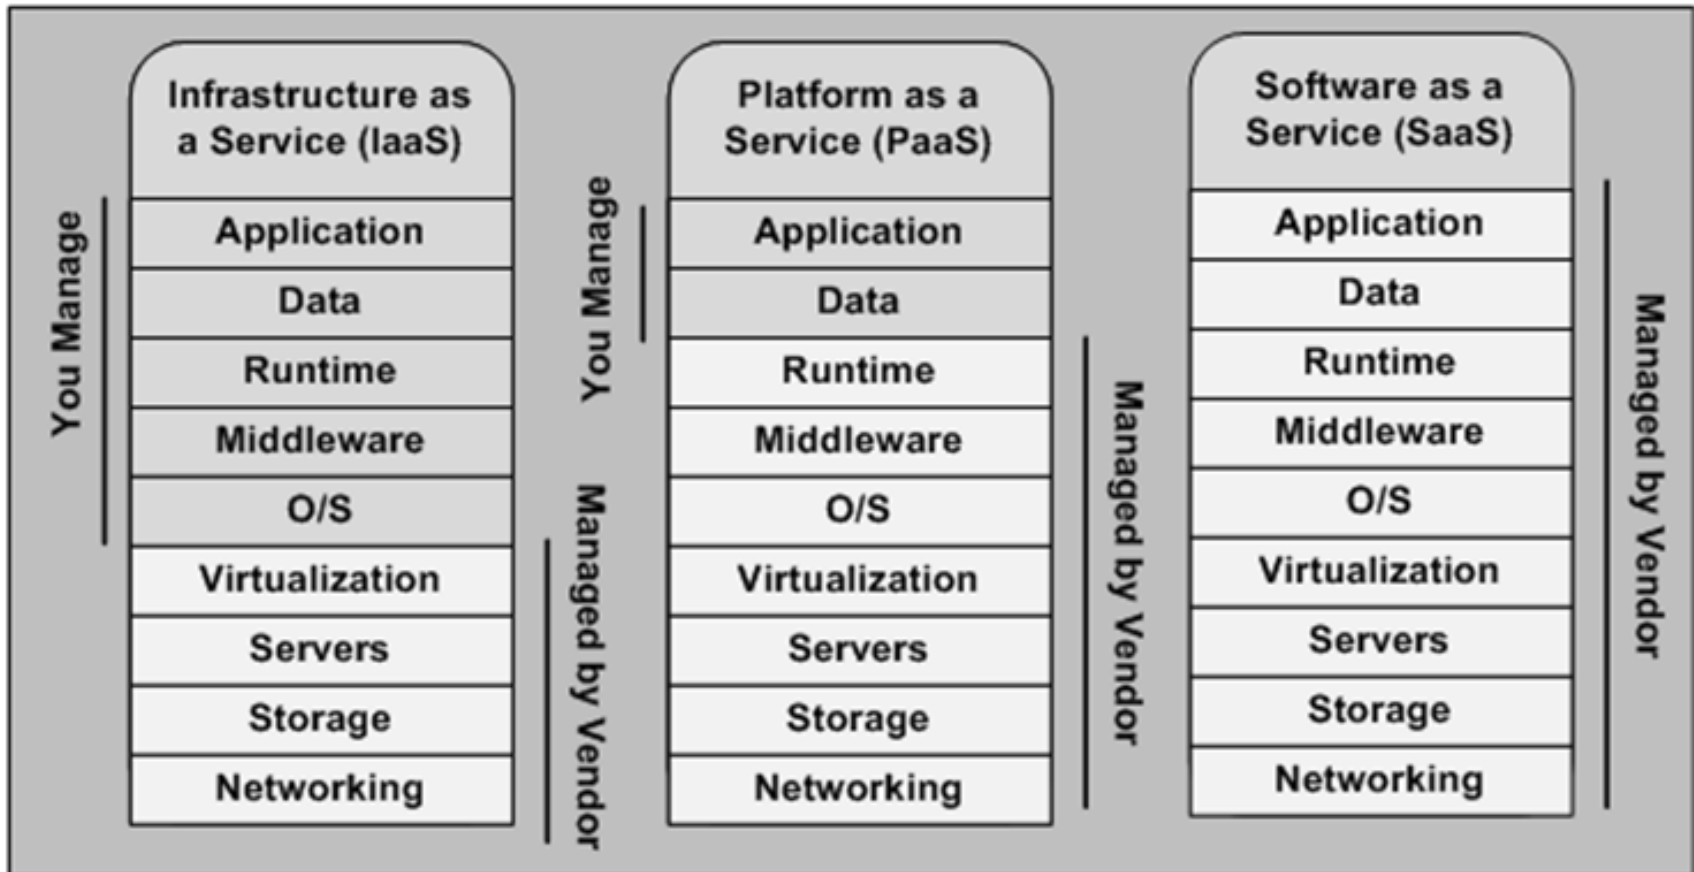 Infrastructure as
a Service (IaaS)
You Manage
Application
Data
Runtime
Middleware
O/S
Virtualization
Servers
Storage
Networking
Managed by Vendor
Platform as a
Service (PaaS)
You Manage
Application
Data
Runtime
Middleware
O/S
Virtualization
Servers
Storage
Networking
Managed by Vendor
Software as a
Service (SaaS)
Application
Data
Runtime
Middleware
O/S
Virtualization
Servers
Storage
Networking
Managed by Vendor